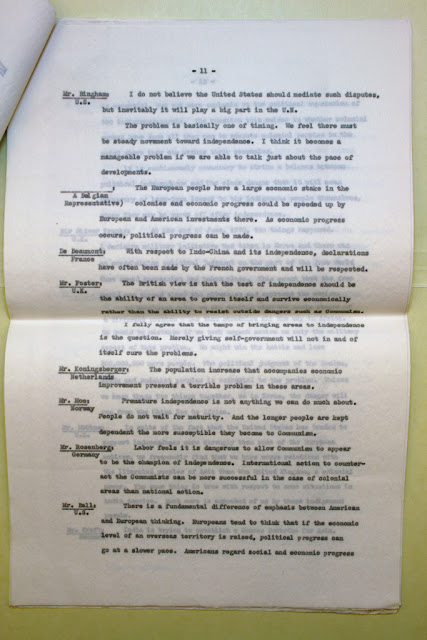 - 11 -
Mr. Bingham: I do not believe the United States should mediate such disputes,
U.S. but inevitably it will play a big part in the U.N.
The problem is basically one of timing. We feel there must
be steady movement toward independence. I think it becomes a
manageable problem if we are able to talk just about the pace of
developments.
: The European people have a large economic stake in the
A Belgian
Representative) colonies and economic progress could be speeded up by
European and American investments there. As economic progress
occurs, political progress can be made.
De Beaumont: With respect to Indo-China and its independence, declarations
France have often been made by the French government and will be respected.
Mr. Foster: The British view is that the test of independence should be
U.K. the ability of an area to govern itself and survive economically
rather than the ability to resist outside dangers such as Communism.
I fully agree that the tempo of bringing areas to independence
is the question. Merely giving self-government will not in and of
itself cure the problems.
Mr. Koningsberger: The population increase that accompanies economic
Netherlands improvement presents a terrible problem in these areas.
Mr. Moe: Premature independence is not anything we can do much about.
Norway People do not wait for maturity. And the longer people are kept
dependent the more susceptible they become to Communism.
Mr. Rosenberg: Labor feels it is dangerous to allow Communism to appear
Germany to be the champion of independence. International action to counter-
act the Communists can be more successful in the case of colonial
areas than national action.
Mr. Ball: There is a fundamental difference of emphasis between American
U.S. and European thinking. Europeans tend to think that if the economic
level of an overseas territory is raised, political progress can
go at a slower pace. Americans regard social and economic progress